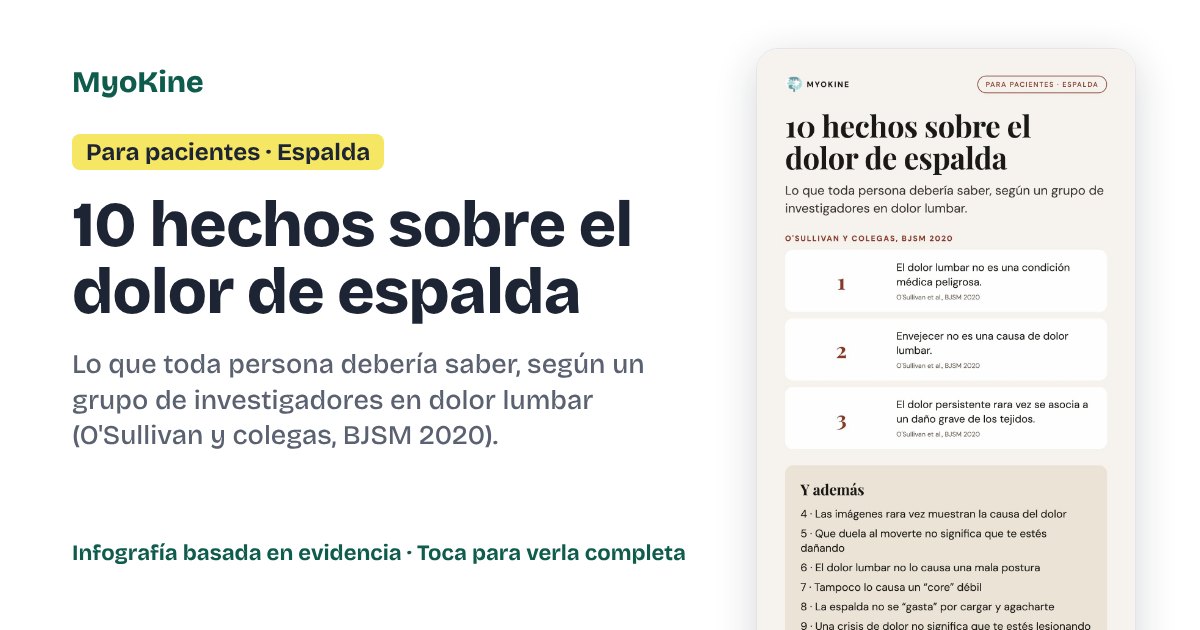 MyoKine
Para pacientes · Espalda
10 hechos sobre el
dolor de espalda
Lo que toda persona debería saber, según un
grupo de investigadores en dolor lumbar
(O'Sullivan y colegas, BJSM 2020).
Infografía basada en evidencia · Toca para verla completa
MYOKINE
PARA PACIENTES · ESPALDA
10 hechos sobre el
dolor de espalda
Lo que toda persona debería saber, según un grupo de
investigadores en dolor lumbar.
O'SULLIVAN Y COLEGAS, BJSM 2020
1
El dolor lumbar no es una condición
médica peligrosa.
O'Sullivan et al., BJSM 2020
2
Envejecer no es una causa de dolor
lumbar.
O'Sullivan et al., BJSM 2020
3
El dolor persistente rara vez se asocia a
un daño grave de los tejidos.
O'Sullivan et al., BJSM 2020
Y además
4 · Las imágenes rara vez muestran la causa del dolor
5 · Que duela al moverte no significa que te estés
dañando
6 · El dolor lumbar no lo causa una mala postura
7 · Tampoco lo causa un “core” débil
8 · La espalda no se “gasta” por cargar y agacharte
9 · Una crisis de dolor no significa que te estés lesionando